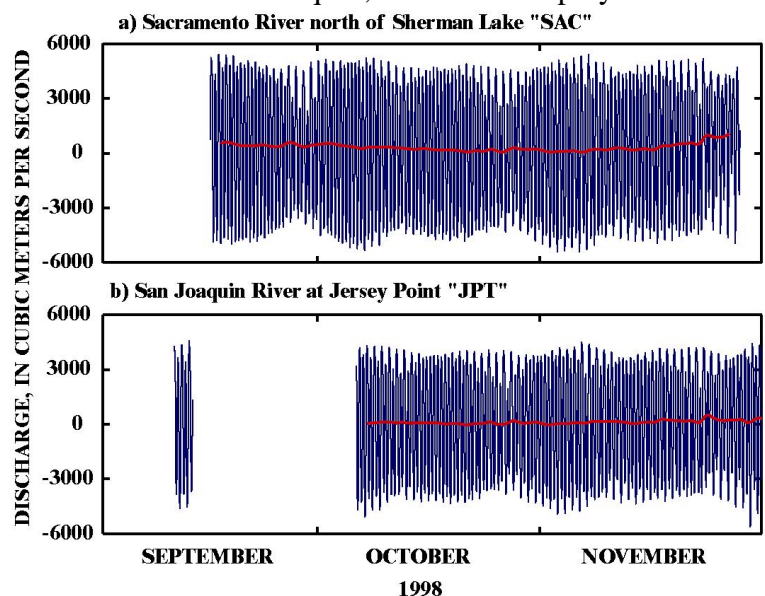 a) Sacramento River north of Sherman Lake "SAC"
6000
3000
0
-3000
-6000
b) San Joaquin River at Jersey Point "JPT"
6000
3000
0
-3000
-6000
DISCHARGE, IN CUBIC METERS PER SECOND
SEPTEMBER OCTOBER NOVEMBER
1998